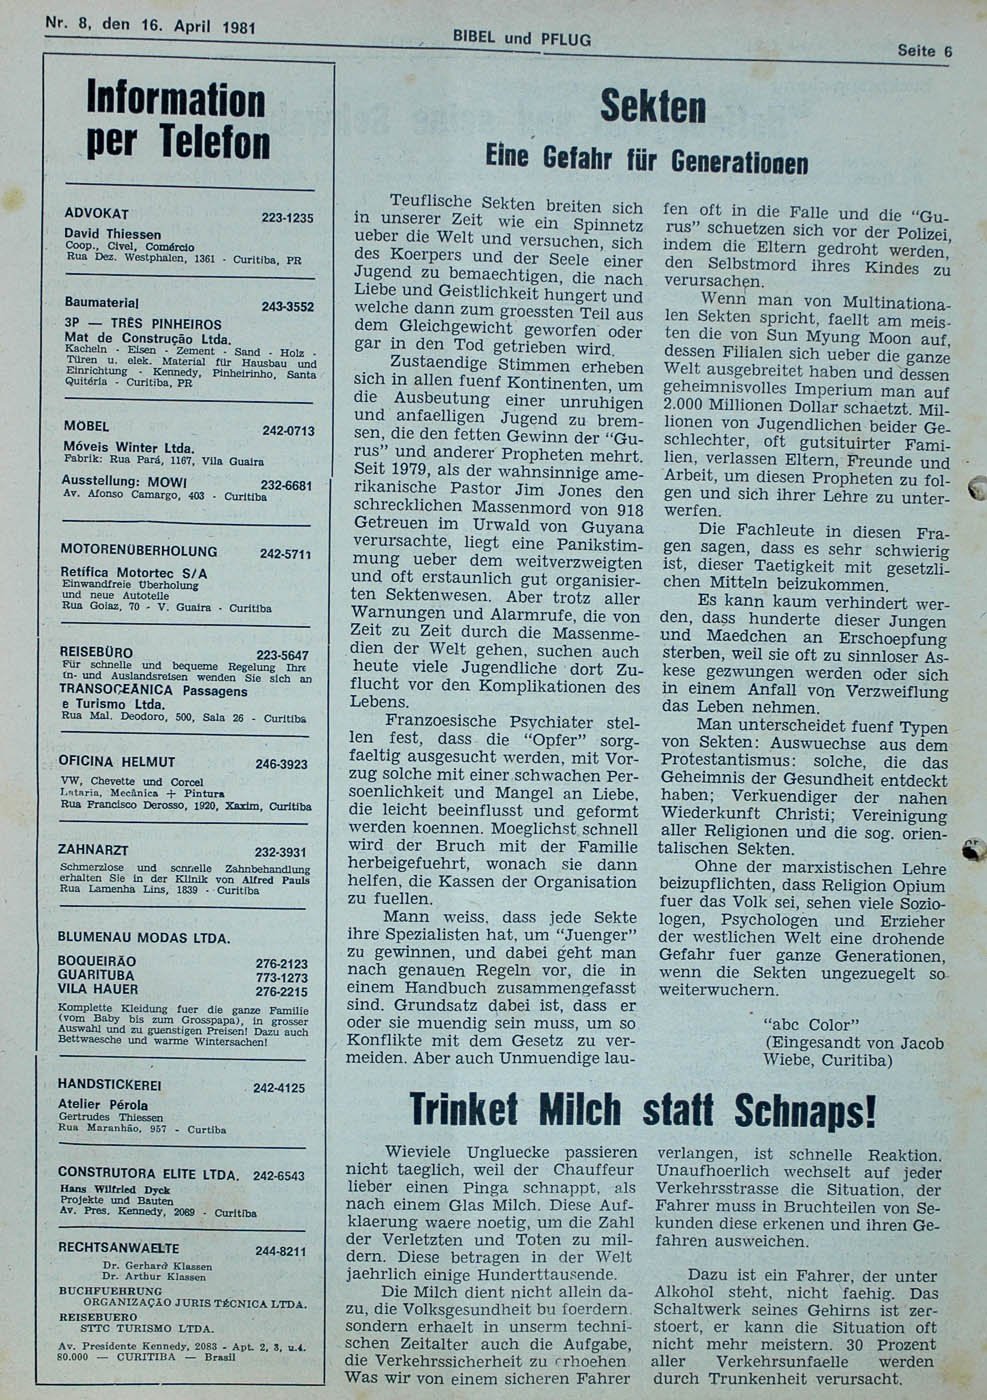 Nr. 8, den 16. April 1981
BIBEL und PFLUG
Seite 6
Information
per Telefon
ADVOKAT 223-1235
David Thiessen
Coop., Civel, Comércio
Rua Dez. Westphalen, 1361 - Curitiba, PR
Baumaterial 243-3552
3P — TRÊS PINHEIROS
Mat de Construção Ltda.
Kacheln - Eisen - Zement - Sand - Holz -
Türen u. elek. Material für Hausbau und
Einrichtung - Kennedy, Pinheirinho, Santa
Quitéria - Curitiba, PR
MÖBEL 242-0713
Móveis Winter Ltda.
Fabrik: Rua Pará, 1167, Vila Guaira
Ausstellung: MOWI 232-6681
Av. Afonso Camargo, 403 - Curitiba
MOTORENÜBERHOLUNG 242-5711
Retífica Motortec S/A
Einwandfreie Überholung
und neue Autoteile
Rua Goiaz, 70 - V. Guaira - Curitiba
REISEBÜRO 223-5647
Für schnelle und bequeme Regelung Ihre
In- und Auslandsreisen wenden Sie sich an
TRANSOCEÂNICA Passagens
e Turismo Ltda.
Rua Mal. Deodoro, 500, Sala 26 - Curitiba
OFICINA HELMUT 246-3923
VW, Chevette und Corcel
Lataria, Mecânica + Pintura
Rua Francisco Derosso, 1920, Xaxim, Curitiba
ZAHNARZT 232-3931
Schmerzlose und schnelle Zahnbehandlung
erhalten Sie in der Klinik von Alfred Pauls
Rua Lamenha Lins, 1839 - Curitiba
BLUMENAU MODAS LTDA.
BOQUEIRÃO 276-2123
GUARITUBA 773-1273
VILA HAUER 276-2215
Komplette Kleidung fuer die ganze Familie
(vom Baby bis zum Grosspapa), in grosser
Auswahl und zu guenstigen Preisen! Dazu auch
Bettwaesche und warme Wintersachen!
HANDSTICKEREI 242-4125
Atelier Pérola
Gertrudes Thiessen
Rua Maranhão, 957 - Curtiba
CONSTRUTORA ELITE LTDA. 242-6543
Hans Wilfried Dyck
Projekte und Bauten
Av. Pres. Kennedy, 2069 - Curitiba
RECHTSANWAELTE 244-8211
Dr. Gerhard Klassen
Dr. Arthur Klassen
BUCHFUEHRUNG
ORGANIZAÇÃO JURIS TÉCNICA LTDA.
REISEBUERO
STTC TURISMO LTDA.
Av. Presidente Kennedy, 2083 - Apt. 2, 3, u.4.
80.000 — CURITIBA — Brasil
Sekten
Eine Gefahr für Generationen
Teuflische Sekten breiten sich
in unserer Zeit wie ein Spinnetz
ueber die Welt und versuchen, sich
des Koerpers und der Seele einer
Jugend zu bemaechtigen, die nach
Liebe und Geistlichkeit hungert und
welche dann zum groessten Teil aus
dem Gleichgewicht geworfen oder
gar in den Tod getrieben wird.
Zustaendige Stimmen erheben
sich in allen fuenf Kontinenten, um
die Ausbeutung einer unruhigen
und anfaelligen Jugend zu brem-
sen, die den fetten Gewinn der "Gu-
rus" und anderer Propheten mehrt.
Seit 1979, als der wahnsinnige ame-
rikanische Pastor Jim Jones den
schrecklichen Massenmord von 918
Getreuen im Urwald von Guyana
verursachte, liegt eine Panikstim-
mung ueber dem weitverzweigten
und oft erstaunlich gut organisier-
ten Sektenwesen. Aber trotz aller
Warnungen und Alarmrufe, die von
Zeit zu Zeit durch die Massenme-
dien der Welt gehen, suchen auch
heute viele Jugendliche dort Zu-
flucht vor den Komplikationen des
Lebens.
Franzoesische Psychiater stel-
len fest, dass die "Opfer" sorg-
faeltig ausgesucht werden, mit Vor-
zug solche mit einer schwachen Per-
soenlichkeit und Mangel an Liebe,
die leicht beeinflusst und geformt
werden koennen. Moeglichst schnell
wird der Bruch mit der Familie
herbeigefuehrt, wonach sie dann
helfen, die Kassen der Organisation
zu fuellen.
Mann weiss, dass jede Sekte
ihre Spezialisten hat, um "Juenger"
zu gewinnen, und dabei geht man
nach genauen Regeln vor, die in
einem Handbuch zusammengefasst
sind. Grundsatz dabei ist, dass er
oder sie muendig sein muss, um so
Konflikte mit dem Gesetz zu ver-
meiden. Aber auch Unmuendige lau-
fen oft in die Falle und die "Gu-
rus" schuetzen sich vor der Polizei,
indem die Eltern gedroht werden,
den Selbstmord ihres Kindes zu
verursachen.
Wenn man von Multinationa-
len Sekten spricht, faellt am meis-
ten die von Sun Myung Moon auf,
dessen Filialen sich ueber die ganze
Welt ausgebreitet haben und dessen
geheimnisvolles Imperium man auf
2.000 Millionen Dollar schaetzt. Mil-
lionen von Jugendlichen beider Ge-
schlechter, oft gutsituirter Fami-
lien, verlassen Eltern, Freunde und
Arbeit, um diesen Propheten zu fol-
gen und sich ihrer Lehre zu unter-
werfen.
Die Fachleute in diesen Fra-
gen sagen, dass es sehr schwierig
ist, dieser Taetigkeit mit gesetzli-
chen Mitteln beizukommen.
Es kann kaum verhindert wer-
den, dass hunderte dieser Jungen
und Maedchen an Erschoepfung
sterben, weil sie oft zu sinnloser As-
kese gezwungen werden oder sich
in einem Anfall von Verzweiflung
das Leben nehmen.
Man unterscheidet fuenf Typen
von Sekten: Auswuechse aus dem
Protestantismus: solche, die das
Geheimnis der Gesundheit entdeckt
haben; Verkuendiger der nahen
Wiederkunft Christi; Vereinigung
aller Religionen und die sog. orien-
talischen Sekten.
Ohne der marxistischen Lehre
beizupflichten, dass Religion Opium
fuer das Volk sei, sehen viele Sozio-
logen, Psychologen und Erzieher
der westlichen Welt eine drohende
Gefahr fuer ganze Generationen,
wenn die Sekten ungezuegelt so
weiterwuchern.
"abc Color"
(Eingesandt von Jacob
Wiebe, Curitiba)
Trinket Milch statt Schnaps!
Wieviele Ungluecke passieren
nicht taeglich, weil der Chauffeur
lieber einen Pinga schnappt, als
nach einem Glas Milch. Diese Auf-
klaerung waere noetig, um die Zahl
der Verletzten und Toten zu mil-
dern. Diese betragen in der Welt
jaehrlich einige Hunderttausende.
Die Milch dient nicht allein da-
zu, die Volksgesundheit bu foerdern,
sondern erhaelt in unserm techni-
schen Zeitalter auch die Aufgabe,
die Verkehrssicherheit zu erhoehen.
Was wir von einem sicheren Fahrer
verlangen, ist schnelle Reaktion.
Unaufhoerlich wechselt auf jeder
Verkehrsstrasse die Situation, der
Fahrer muss in Bruchteilen von Se-
kunden diese erkenen und ihren Ge-
fahren ausweichen.
Dazu ist ein Fahrer, der unter
Alkohol steht, nicht faehig. Das
Schaltwerk seines Gehirns ist zer-
stoert, er kann die Situation oft
nicht mehr meistern. 30 Prozent
aller Verkehrsunfaelle werden
durch Trunkenheit verursacht.